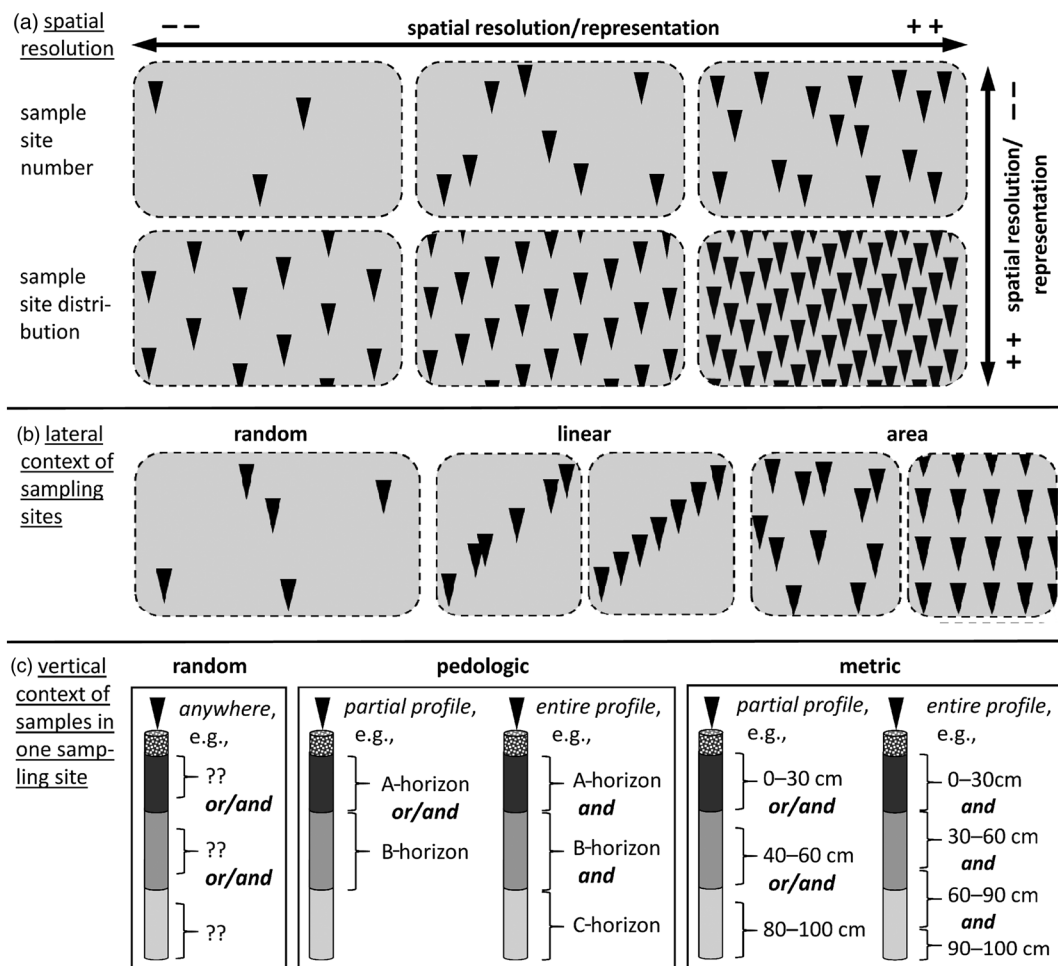 (a) spatial
resolution
– –
spatial resolution/representation
+ +
sample
site
number
sample
site distri-
bution
+ + spatial resolution/ – –
representation
(b) lateral
context of
sampling
sites
random
linear
area
(c) vertical
context of
samples in
one samp-
ling site
random
anywhere,
e.g.,
??
or/and
??
or/and
??
pedologic
partial profile,
e.g.,
A-horizon
or/and
B-horizon
entire profile,
e.g.,
A-horizon
and
B-horizon
and
C-horizon
metric
partial profile,
e.g.,
0–30 cm
or/and
40–60 cm
or/and
80–100 cm
entire profile,
e.g.,
0–30cm
and
30–60 cm
and
60–90 cm
and
90–100 cm